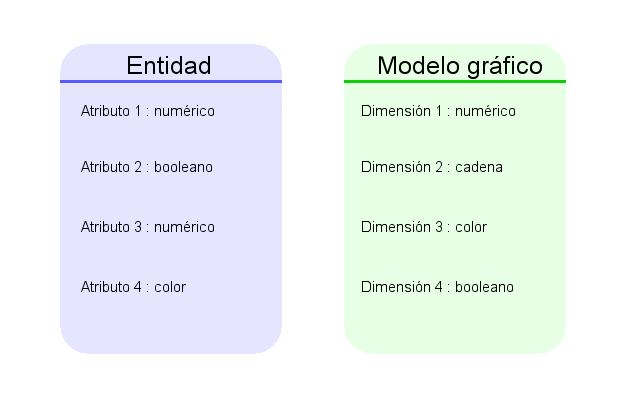 Entidad
Atributo 1 : numérico
Atributo 2 : booleano
Atributo 3 : numérico
Atributo 4 : color
Modelo gráfico
Dimensión 1 : numérico
Dimensión 2 : cadena
Dimensión 3 : color
Dimensión 4 : booleano